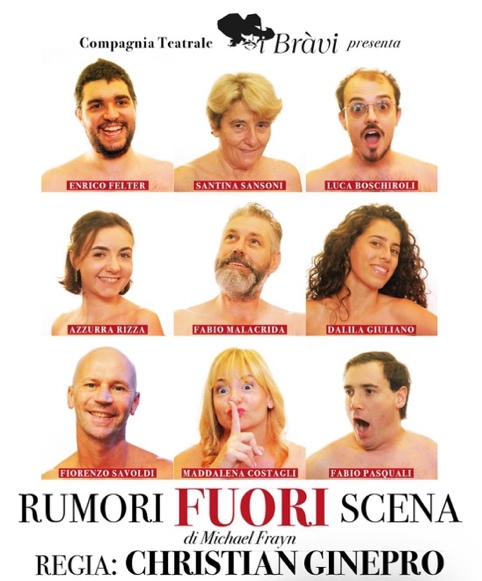 Compagnia Teatrale i Bràvi presenta
ENRICO FELTER SANTINA SANSONI LUCA BOSCHIROLI
AZZURRA RIZZA FABIO MALACRIDA DALILA GIULIANO
FIORENZO SAVOLDI MADDALENA COSTAGLI FABIO PASQUALI
RUMORI FUORI SCENA
di Michael Frayn
REGIA: CHRISTIAN GINEPRO